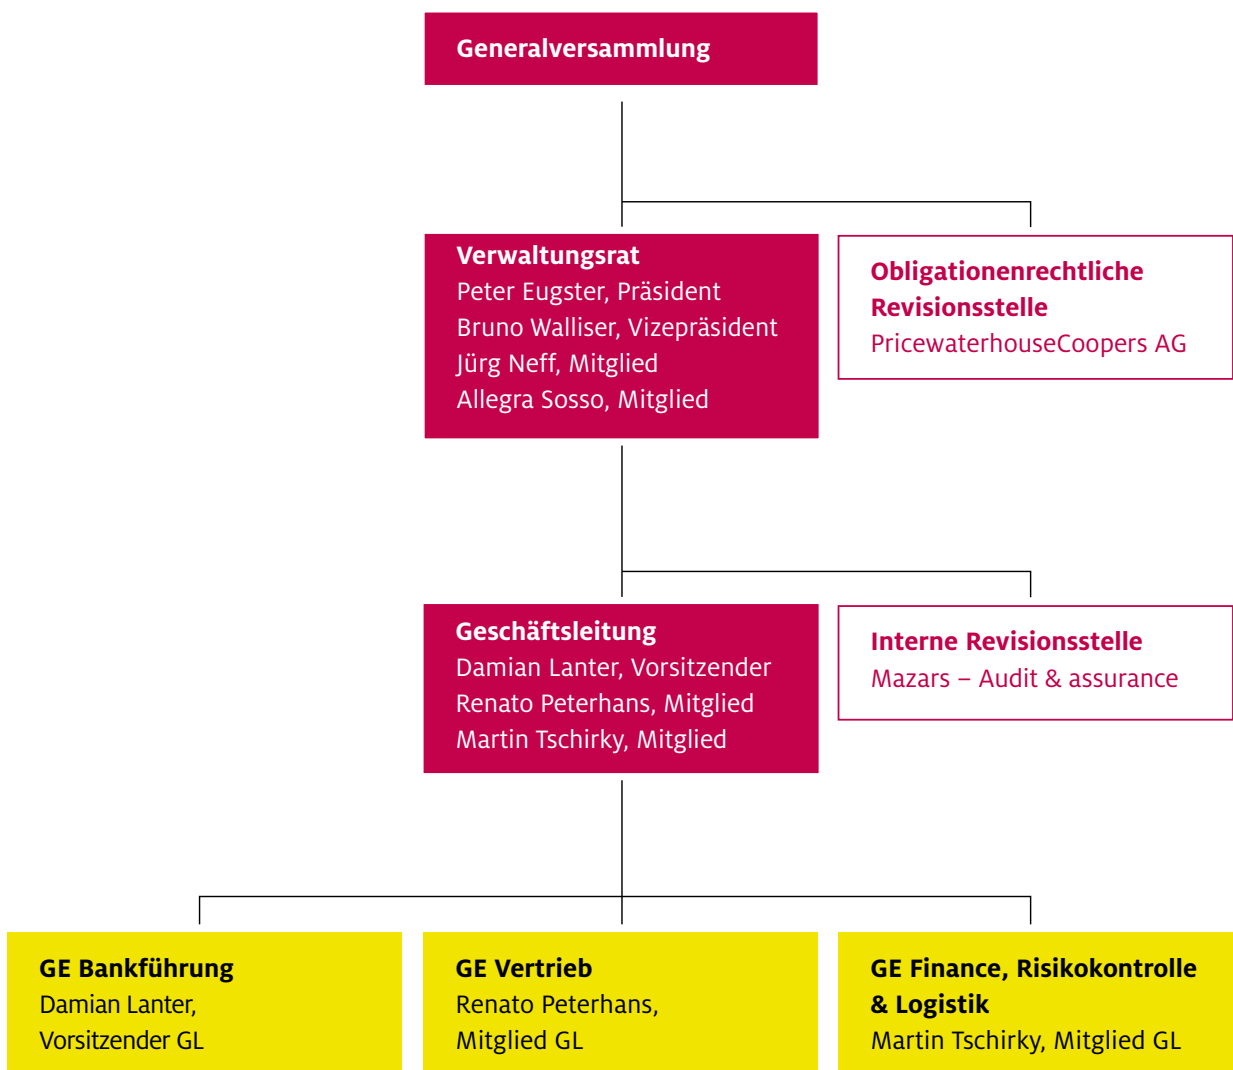 Generalversammlung
Verwaltungsrat
Peter Eugster, Präsident
Bruno Walliser, Vizepräsident
Jürg Neff, Mitglied
Allegra Sosso, Mitglied
Obligationenrechtliche
Revisionsstelle
PricewaterhouseCoopers AG
Geschäftsleitung
Damian Lanter, Vorsitzender
Renato Peterhans, Mitglied
Martin Tschirky, Mitglied
Interne Revisionsstelle
Mazars – Audit & assurance
GE Bankführung
Damian Lanter,
Vorsitzender GL
GE Vertrieb
Renato Peterhans,
Mitglied GL
GE Finance, Risikokontrolle
& Logistik
Martin Tschirky, Mitglied GL